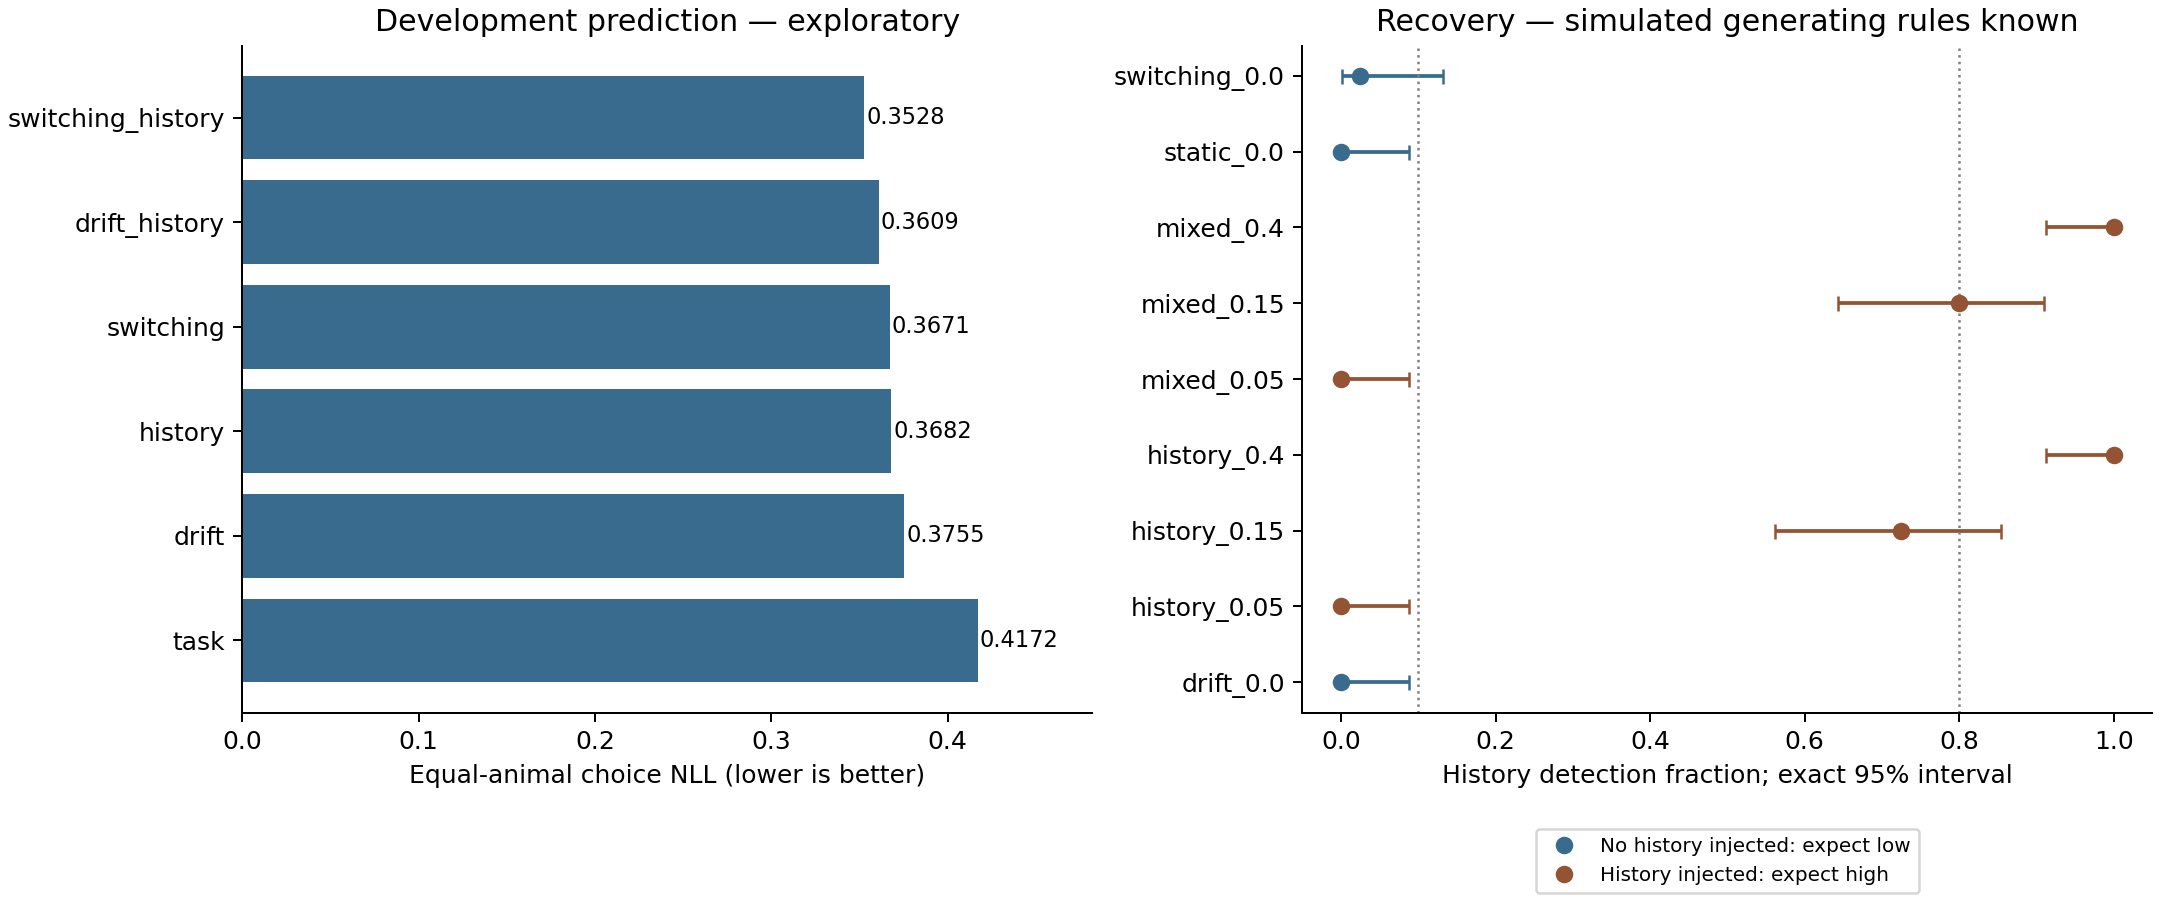 Development prediction — exploratory
switching_history
0.3528
drift_history
0.3609
switching
0.3671
history
0.3682
drift
0.3755
task
0.4172
0.0 0.1 0.2 0.3 0.4
Equal-animal choice NLL (lower is better)
Recovery — simulated generating rules known
switching_0.0
static_0.0
mixed_0.4
mixed_0.15
mixed_0.05
history_0.4
history_0.15
history_0.05
drift_0.0
0.0 0.2 0.4 0.6 0.8 1.0
History detection fraction; exact 95% interval
No history injected: expect low
History injected: expect high